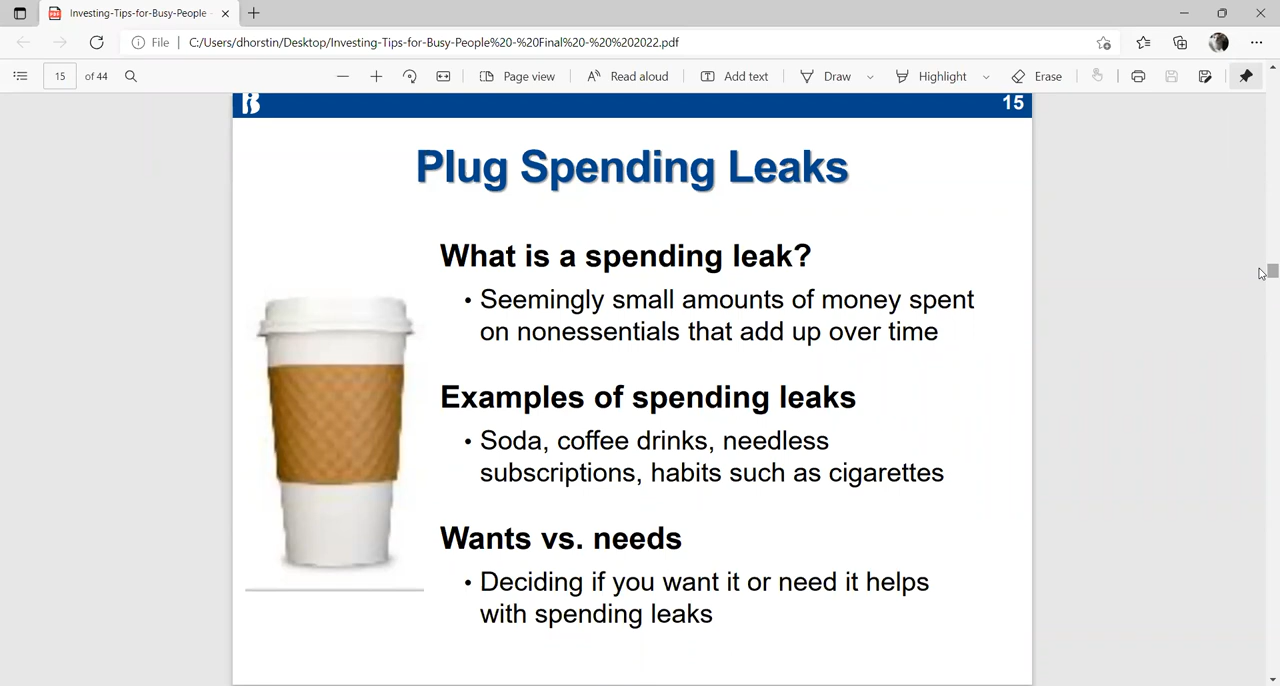 Investing-Tips-for-Busy-People
File
C:/Users/dhorstin/Desktop/Investing-Tips-for-Busy-People%20-%20Final%20-%20%202022.pdf
15 of 44 Page view Read aloud Add text Draw Highlight Erase
15
Plug Spending Leaks
What is a spending leak?
• Seemingly small amounts of money spent
on nonessentials that add up over time
Examples of spending leaks
• Soda, coffee drinks, needless
subscriptions, habits such as cigarettes
Wants vs. needs
• Deciding if you want it or need it helps
with spending leaks